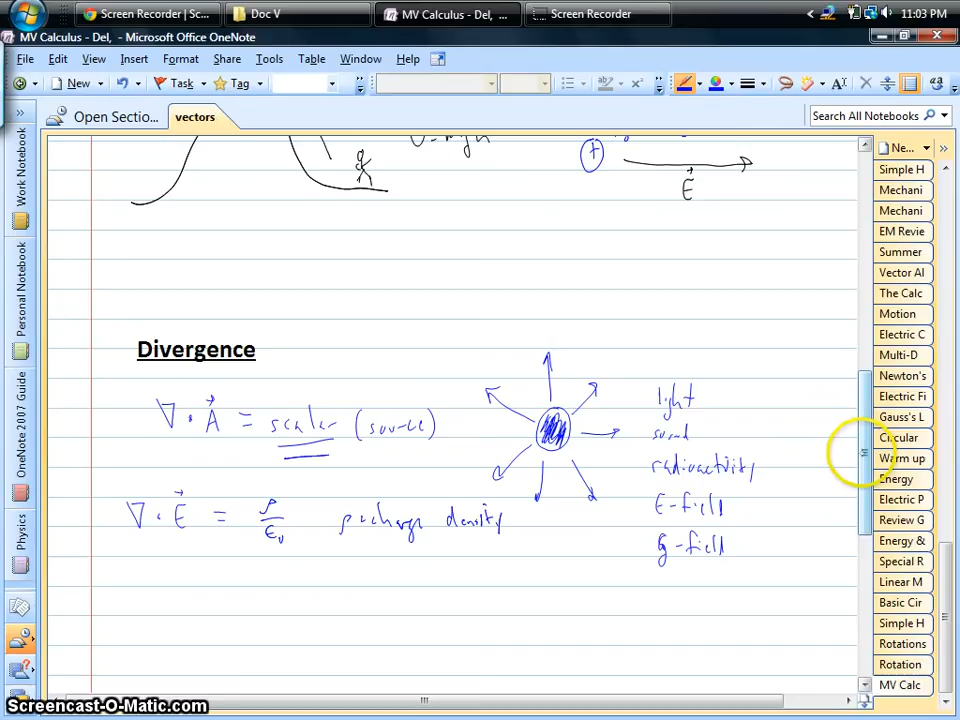 Screen Recorder | Sc...
Doc V
MV Calculus - Del, ...
Screen Recorder
11:03 PM
MV Calculus - Del, ... - Microsoft Office OneNote
File Edit View Insert Format Share Tools Table Window Help
New Task Tag
Open Sectio... vectors Search All Notebooks
Work Notebook
Personal Notebook
OneNote 2007 Guide
Physics
Ne...
Simple H
Mechani
Mechani
EM Revie
Summer
Vector Al
The Calc
Motion
Electric C
Multi-D
Newton's
Electric Fi
Gauss's L
Circular
Warm up
Energy
Electric P
Review G
Energy &
Special R
Linear M
Basic Cir
Simple H
Rotations
Rotation
MV Calc
+
E⃗
Divergence
∇ · A⃗ = scalar (source)
∇ · E⃗ = ρ/ε₀ ρ = charge density
light
sound
radioactivity
E-field
g-field
Screencast-O-Matic.com